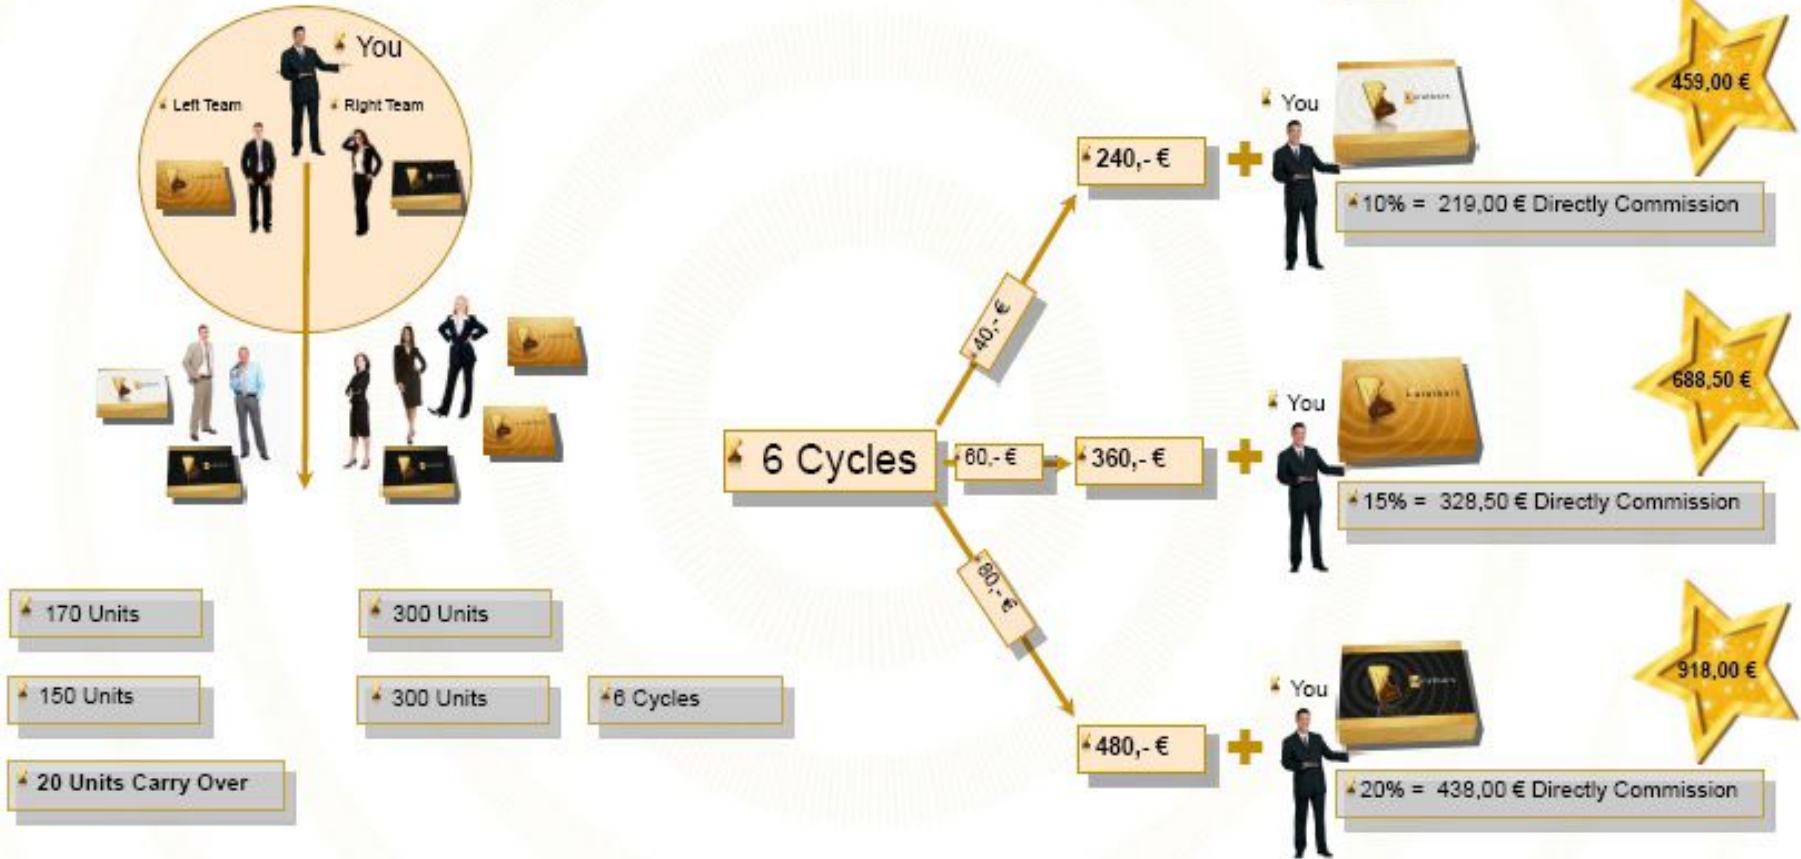 You
Left Team
Right Team
170 Units
300 Units
150 Units
300 Units
6 Cycles
20 Units Carry Over
6 Cycles
40,- €
240,- €
You
10% = 219,00 € Directly Commission
459,00 €
60,- €
360,- €
You
15% = 328,50 € Directly Commission
688,50 €
80,- €
480,- €
You
20% = 438,00 € Directly Commission
918,00 €